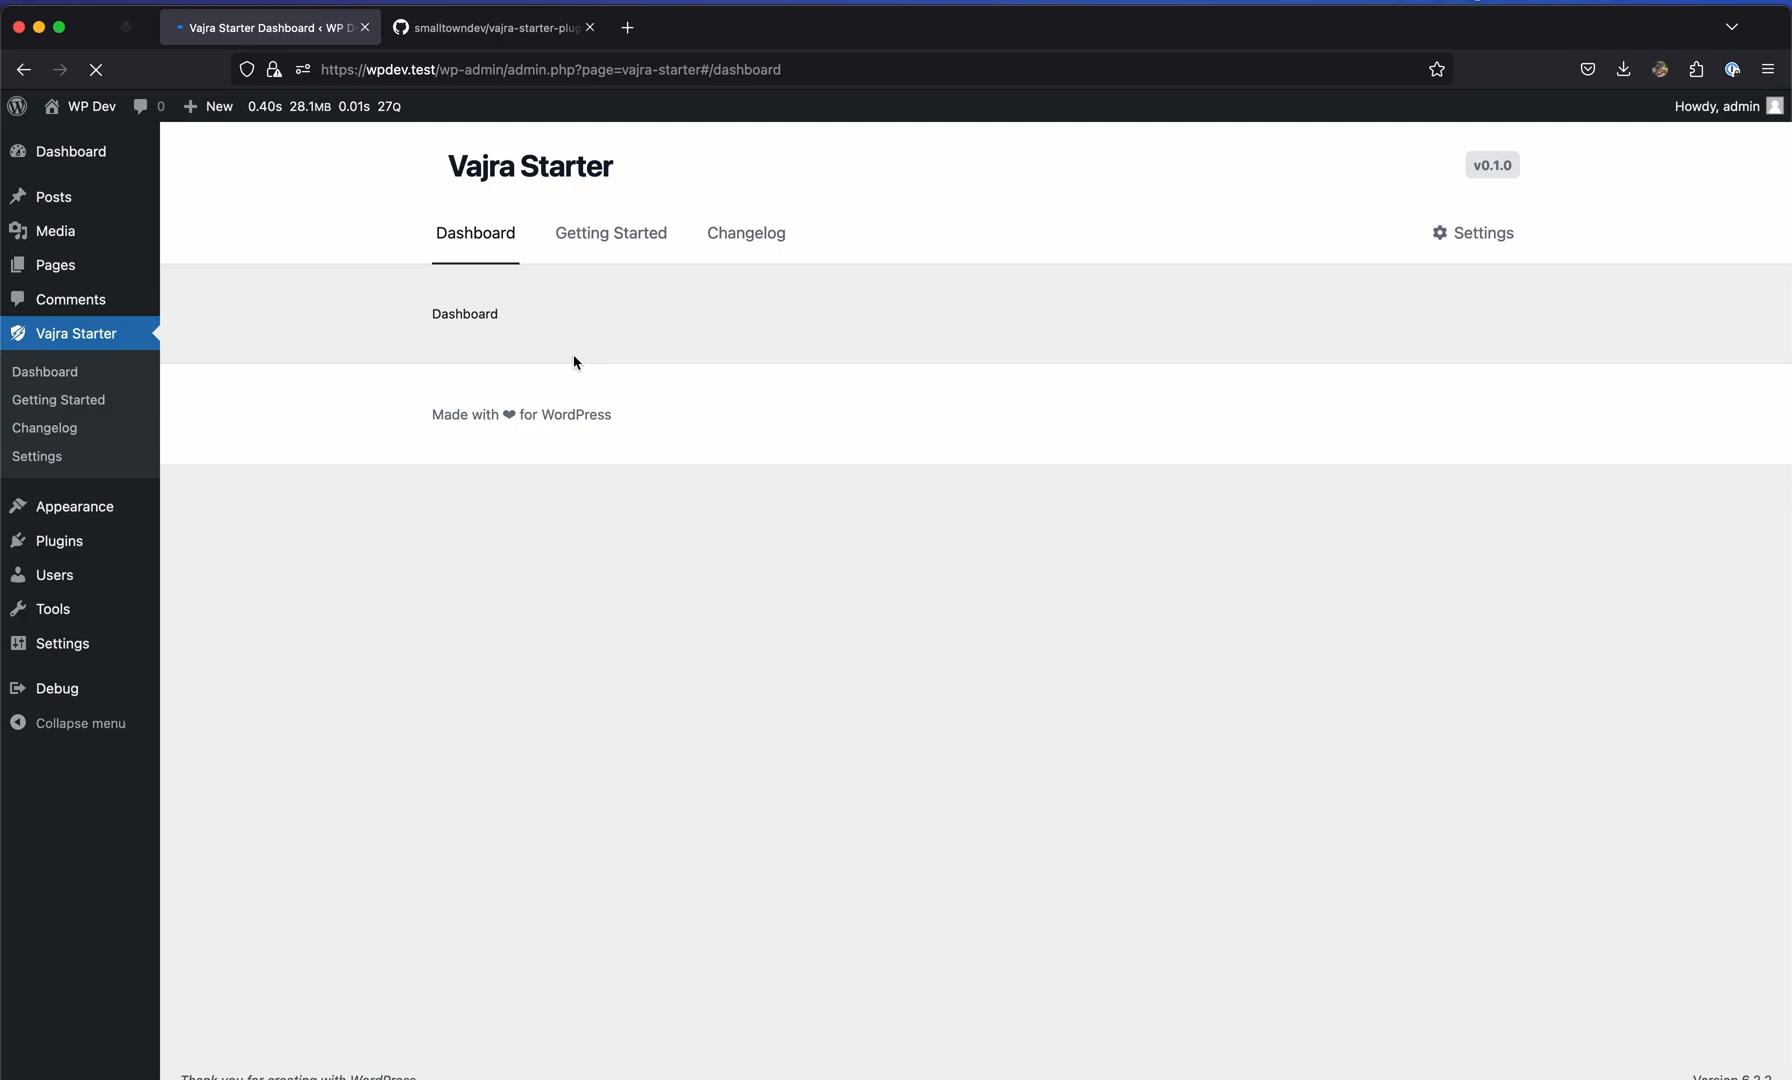 Vajra Starter Dashboard ‹ WP D
smalltowndev/vajra-starter-plug
https://wpdev.test/wp-admin/admin.php?page=vajra-starter#/dashboard
WP Dev 0 New 0.40s 28.1MB 0.01s 27Q
Howdy, admin
Dashboard
Posts
Media
Pages
Comments
Vajra Starter
Dashboard
Getting Started
Changelog
Settings
Appearance
Plugins
Users
Tools
Settings
Debug
Collapse menu
Vajra Starter
v0.1.0
Dashboard Getting Started Changelog
Settings
Dashboard
Made with ❤ for WordPress
Thank you for creating with WordPress
Version 6.2.2